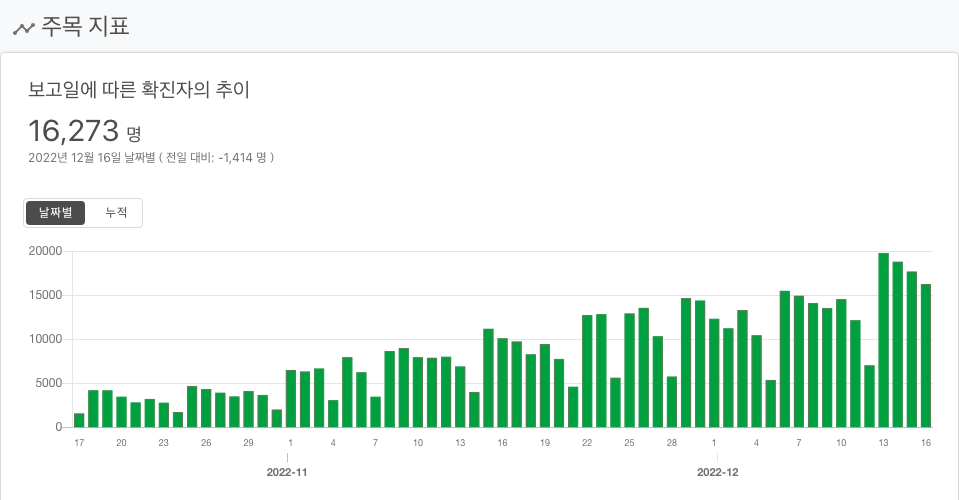 주목 지표
보고일에 따른 확진자의 추이
16,273 명
2022년 12월 16일 날짜별 ( 전일 대비: -1,414 명 )
날짜별 누적
20000
15000
10000
5000
0
17 20 23 26 29 1 4 7 10 13 16 19 22 25 28 1 4 7 10 13 16
2022-11 2022-12